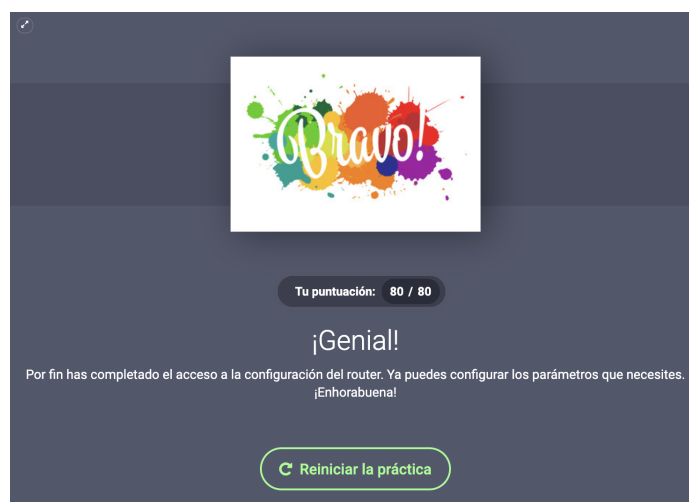 Bravo!
Tu puntuación: 80 / 80
¡Genial!
Por fin has completado el acceso a la configuración del router. Ya puedes configurar los parámetros que necesites.
¡Enhorabuena!
Reiniciar la práctica